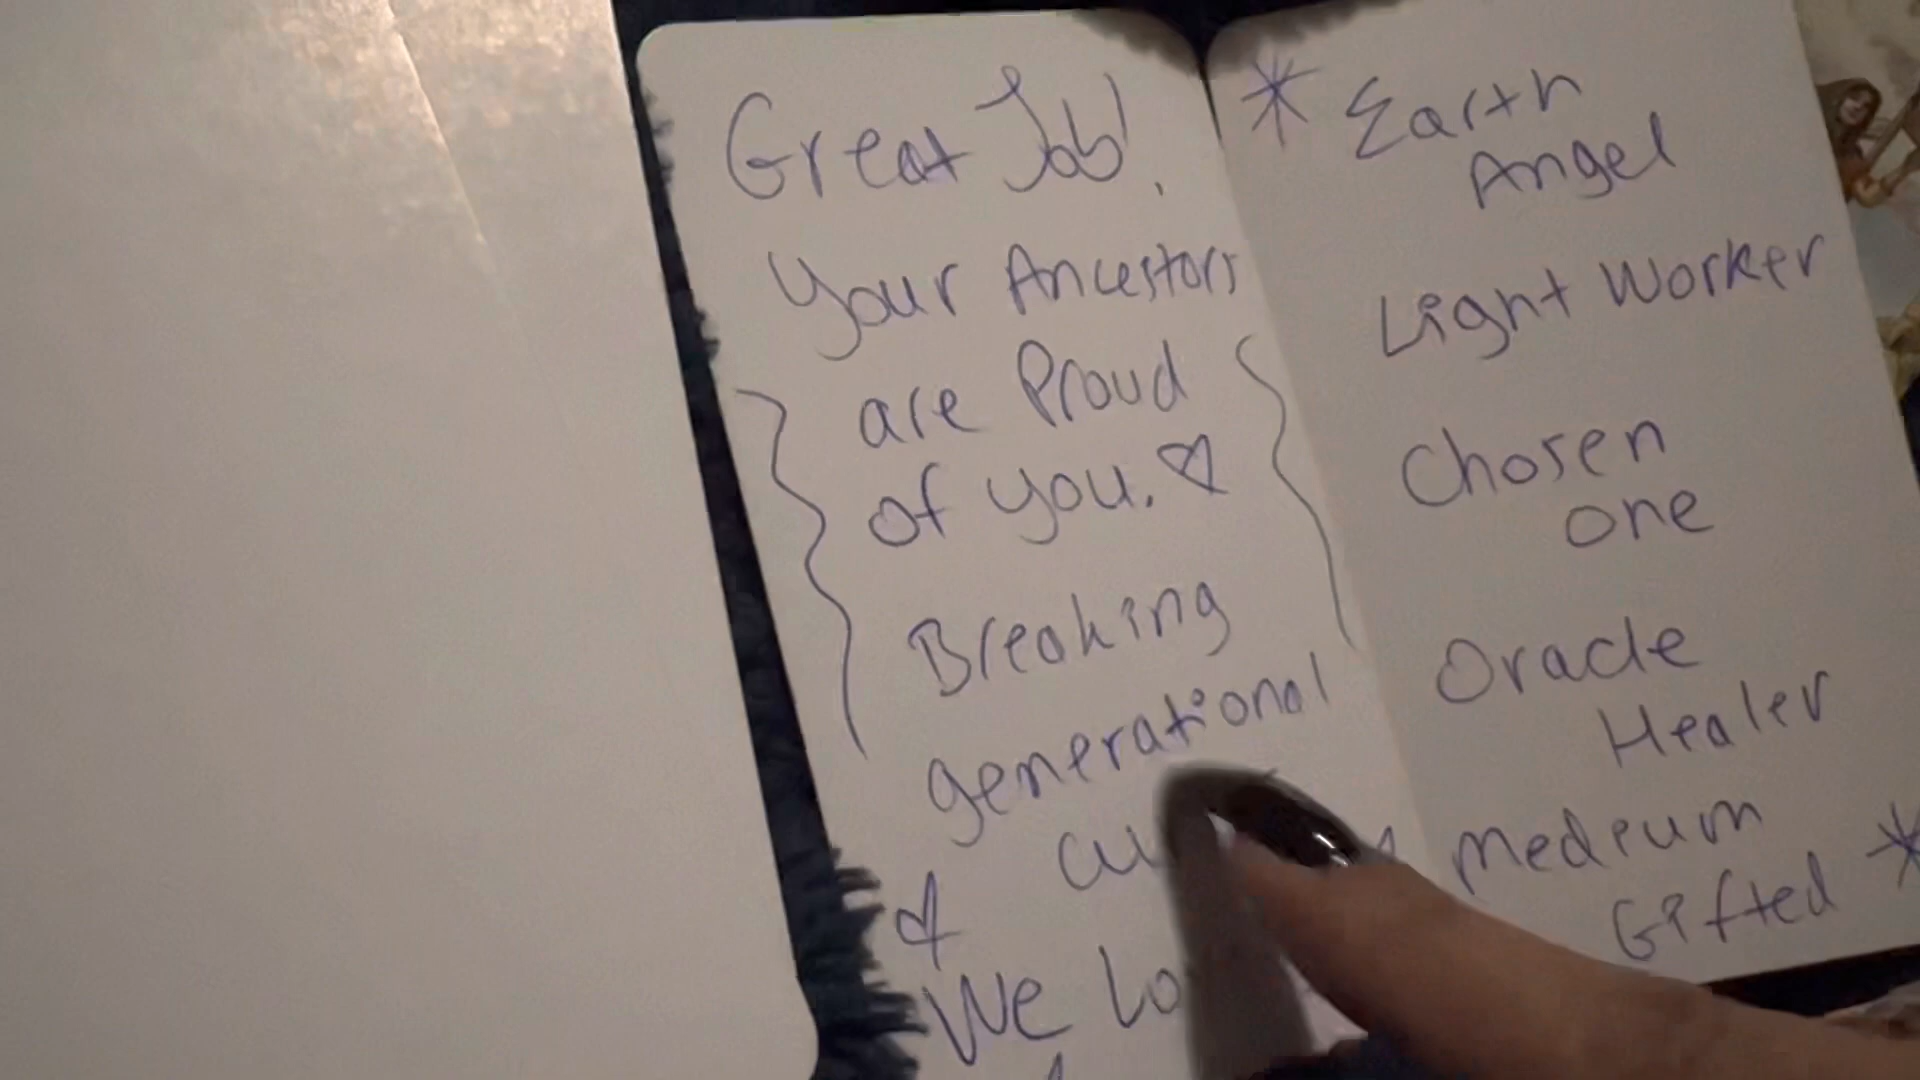 Great Job!
Your Ancestors
are Proud
of you.
Breaking
generational
We
Earth
Angel
Light Worker
Chosen
one
Oracle
Healer
medium
Gifted